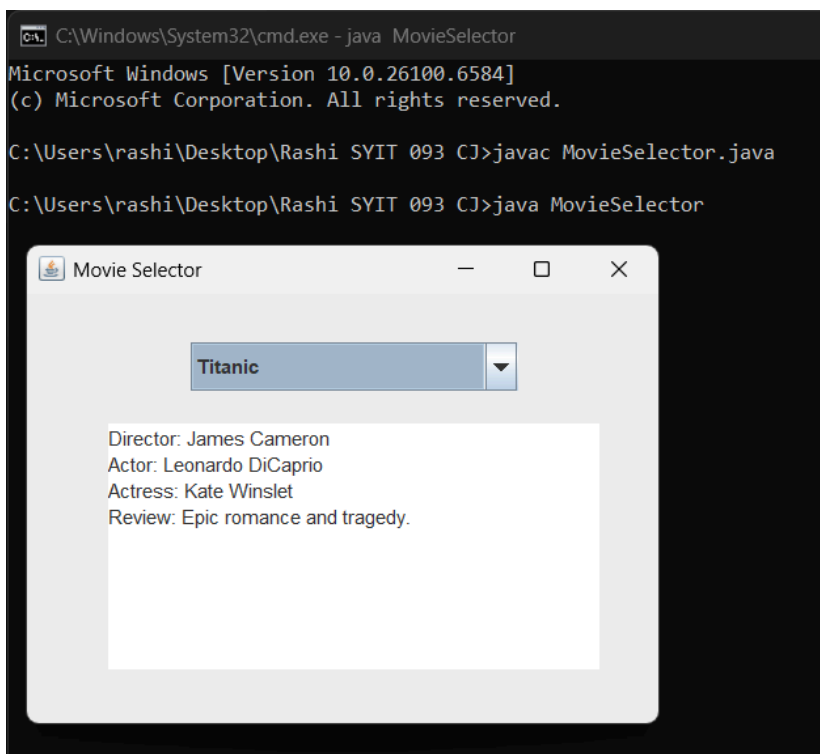 C:\Windows\System32\cmd.exe - java  MovieSelector
Microsoft Windows [Version 10.0.26100.6584]
(c) Microsoft Corporation. All rights reserved.
C:\Users\rashi\Desktop\Rashi SYIT 093 CJ>javac MovieSelector.java
C:\Users\rashi\Desktop\Rashi SYIT 093 CJ>java MovieSelector
Movie Selector
Titanic
Director: James Cameron
Actor: Leonardo DiCaprio
Actress: Kate Winslet
Review: Epic romance and tragedy.